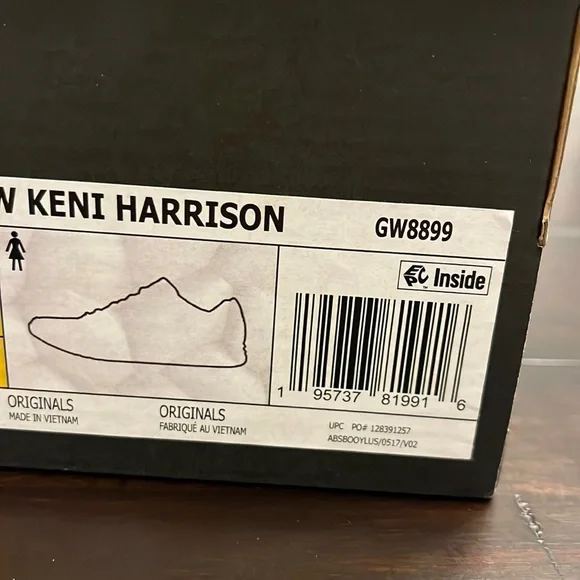 W KENI HARRISON
GW8899
EPC™ Inside
1 95737 81991 6
ORIGINALS
MADE IN VIETNAM
ORIGINALS
FABRIQUÉ AU VIETNAM
UPC PO# 128391257
ABSBOOYLUS/0517/V02